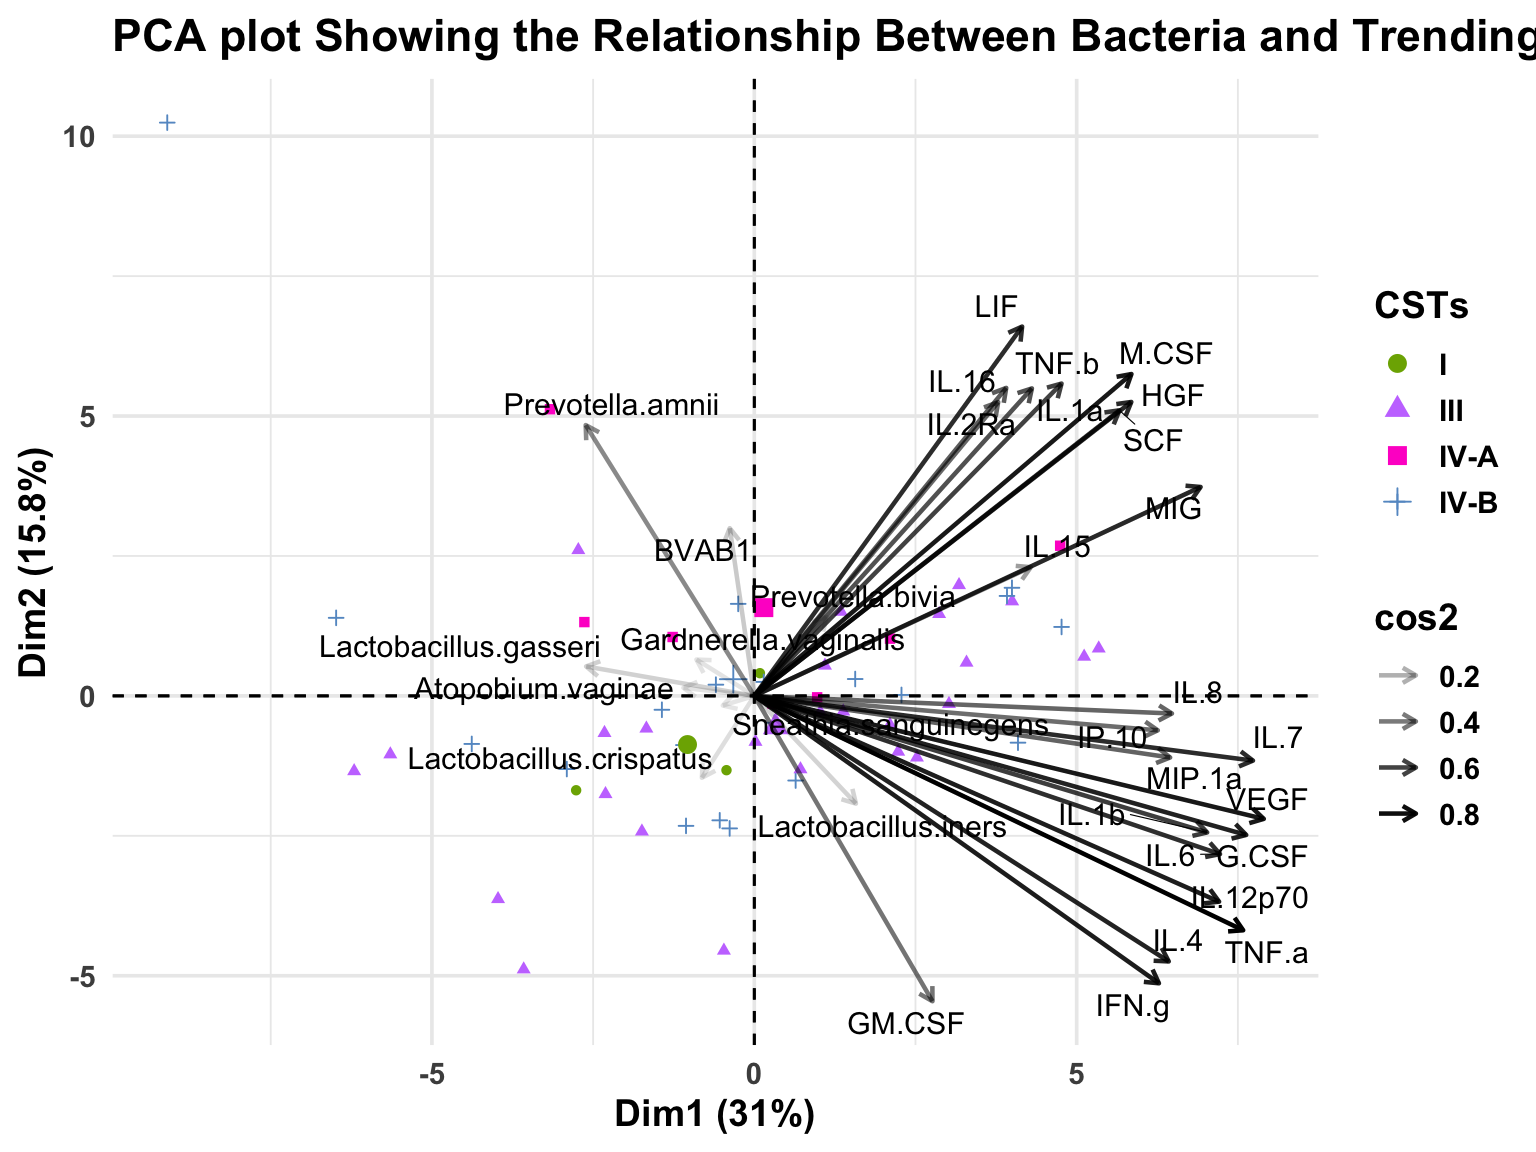 PCA plot Showing the Relationship Between Bacteria and Trending
10
5
0
-5
Dim2 (15.8%)
LIF
M.CSF
TNF.b
IL.16
HGF
Prevotella.amnii
IL.1a
IL.2Ra
SCF
MIG
BVAB1
IL.15
Prevotella.bivia
Gardnerella.vaginalis
Lactobacillus.gasseri
Atopobium.vaginae
IL.8
Sneathia.sanguinegens
IP.10
IL.7
Lactobacillus.crispatus
MIP.1a
VEGF
IL.1b
Lactobacillus.iners
IL.6
G.CSF
IL.12p70
IL.4
TNF.a
IFN.g
GM.CSF
-5
0
5
Dim1 (31%)
CSTs
I
III
IV-A
IV-B
cos2
0.2
0.4
0.6
0.8